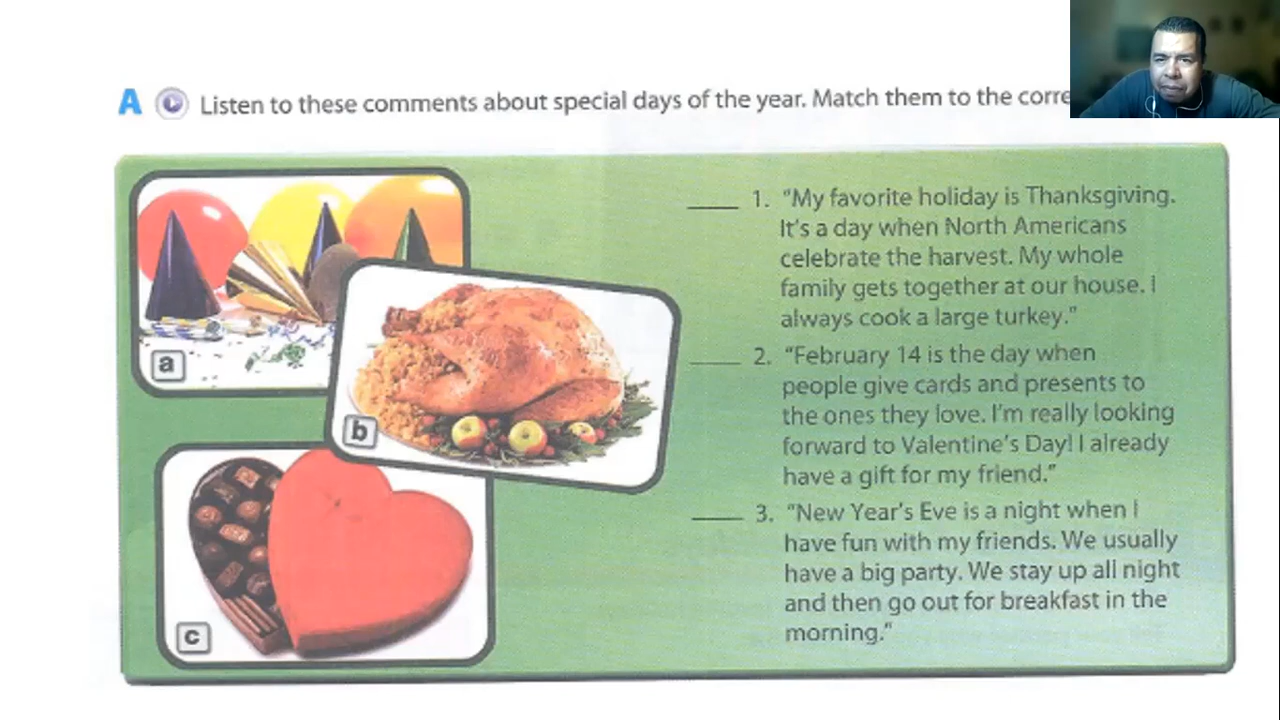 A Listen to these comments about special days of the year. Match them to the
a
b
c
1. “My favorite holiday is Thanksgiving.
It’s a day when North Americans
celebrate the harvest. My whole
family gets together at our house. I
always cook a large turkey.”
2. “February 14 is the day when
people give cards and presents to
the ones they love. I’m really looking
forward to Valentine’s Day! I already
have a gift for my friend.”
3. “New Year’s Eve is a night when I
have fun with my friends. We usually
have a big party. We stay up all night
and then go out for breakfast in the
morning.”